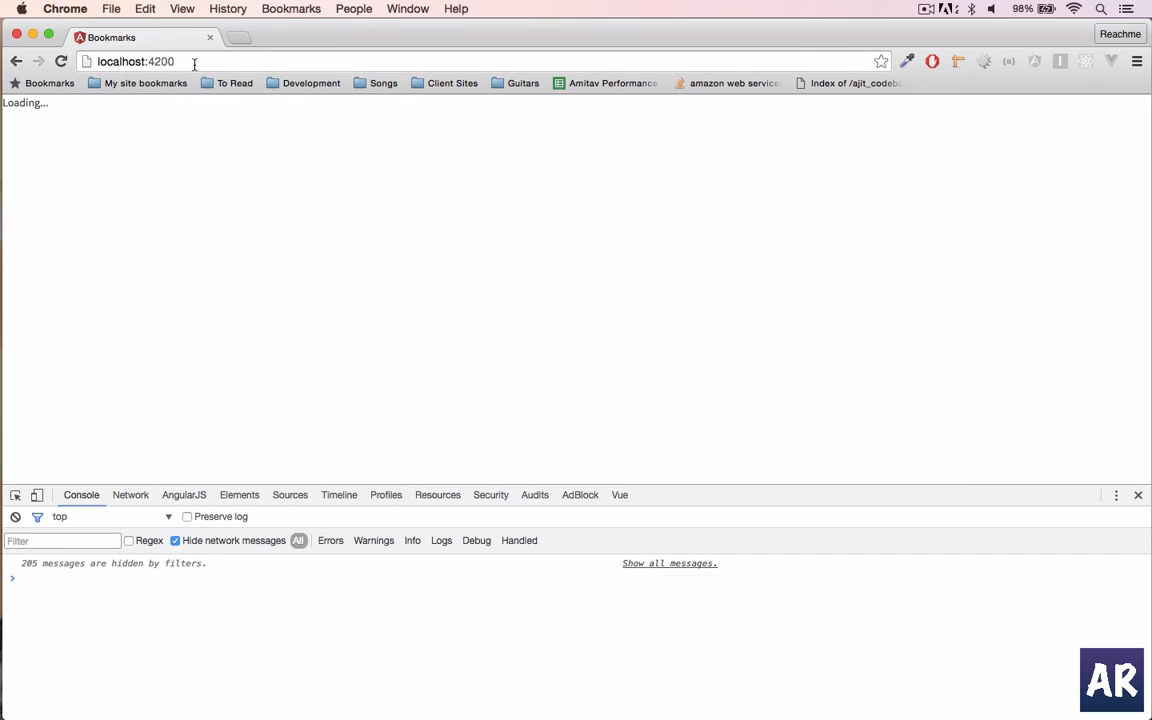 Chrome File Edit View History Bookmarks People Window Help 98%
Bookmarks Reachme
localhost:4200
Bookmarks My site bookmarks To Read Development Songs Client Sites Guitars Amitav Performance amazon web service Index of /ajit_codebo
Loading...
Console Network AngularJS Elements Sources Timeline Profiles Resources Security Audits AdBlock Vue
top Preserve log
Filter Regex Hide network messages All Errors Warnings Info Logs Debug Handled
205 messages are hidden by filters. Show all messages.
AR